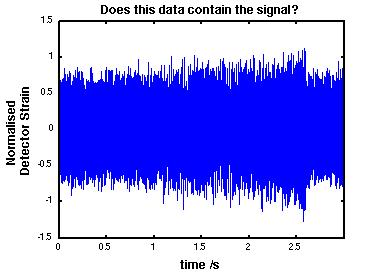 Does this data contain the signal?
1.5
1
0.5
0
-0.5
-1
-1.5
Normalised
Detector Strain
0 0.5 1 1.5 2 2.5
time /s